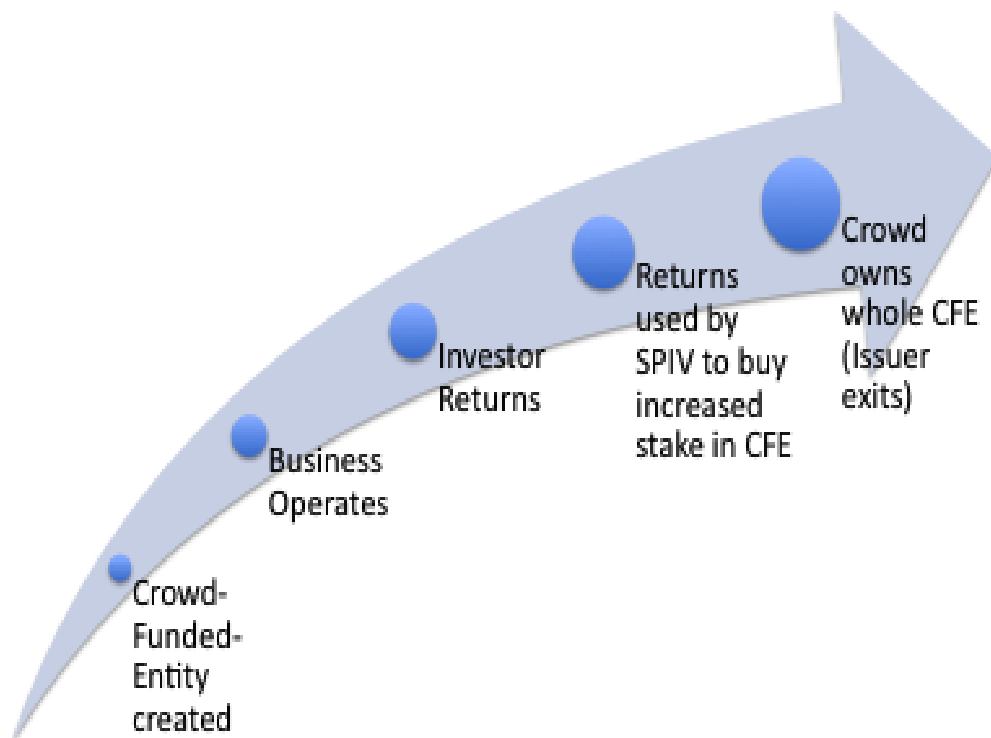 Crowd-
Funded-
Entity
created
Business
Operates
Investor
Returns
Returns
used by
SPIV to buy
increased
stake in CFE
Crowd
owns
whole CFE
(Issuer
exits)